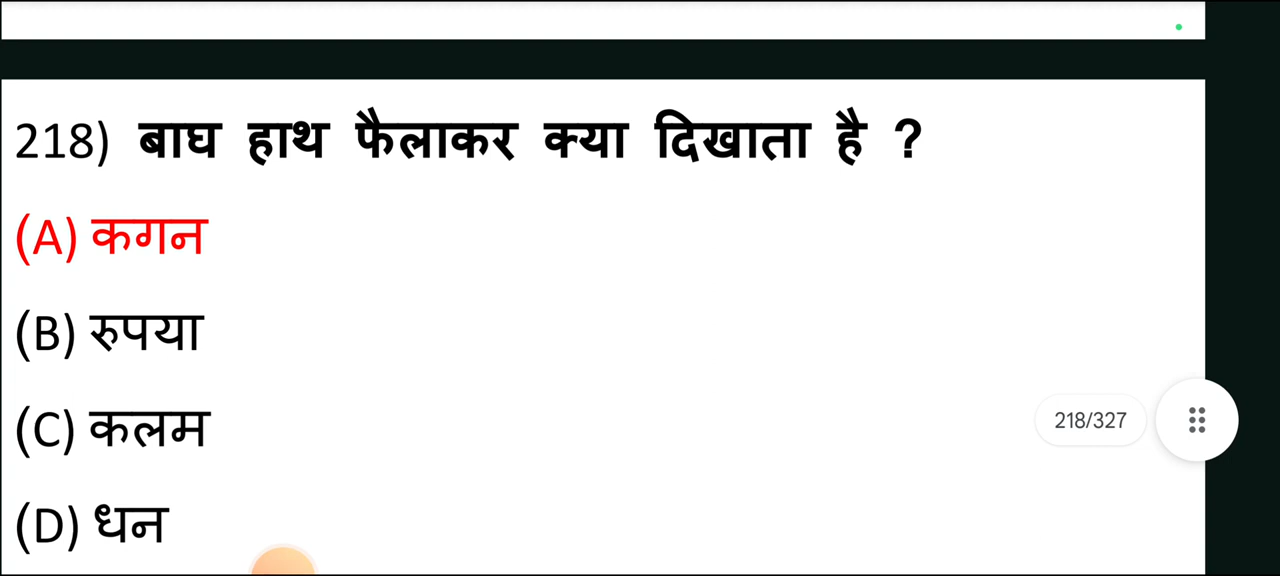 218) बाघ हाथ फैलाकर क्या दिखाता है ?
(A) कगन
(B) रुपया
(C) कलम
218/327
(D) धन